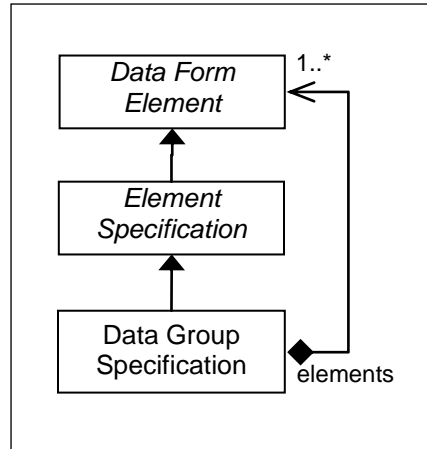 1..*
Data Form
Element
Element
Specification
Data Group
Specification
elements